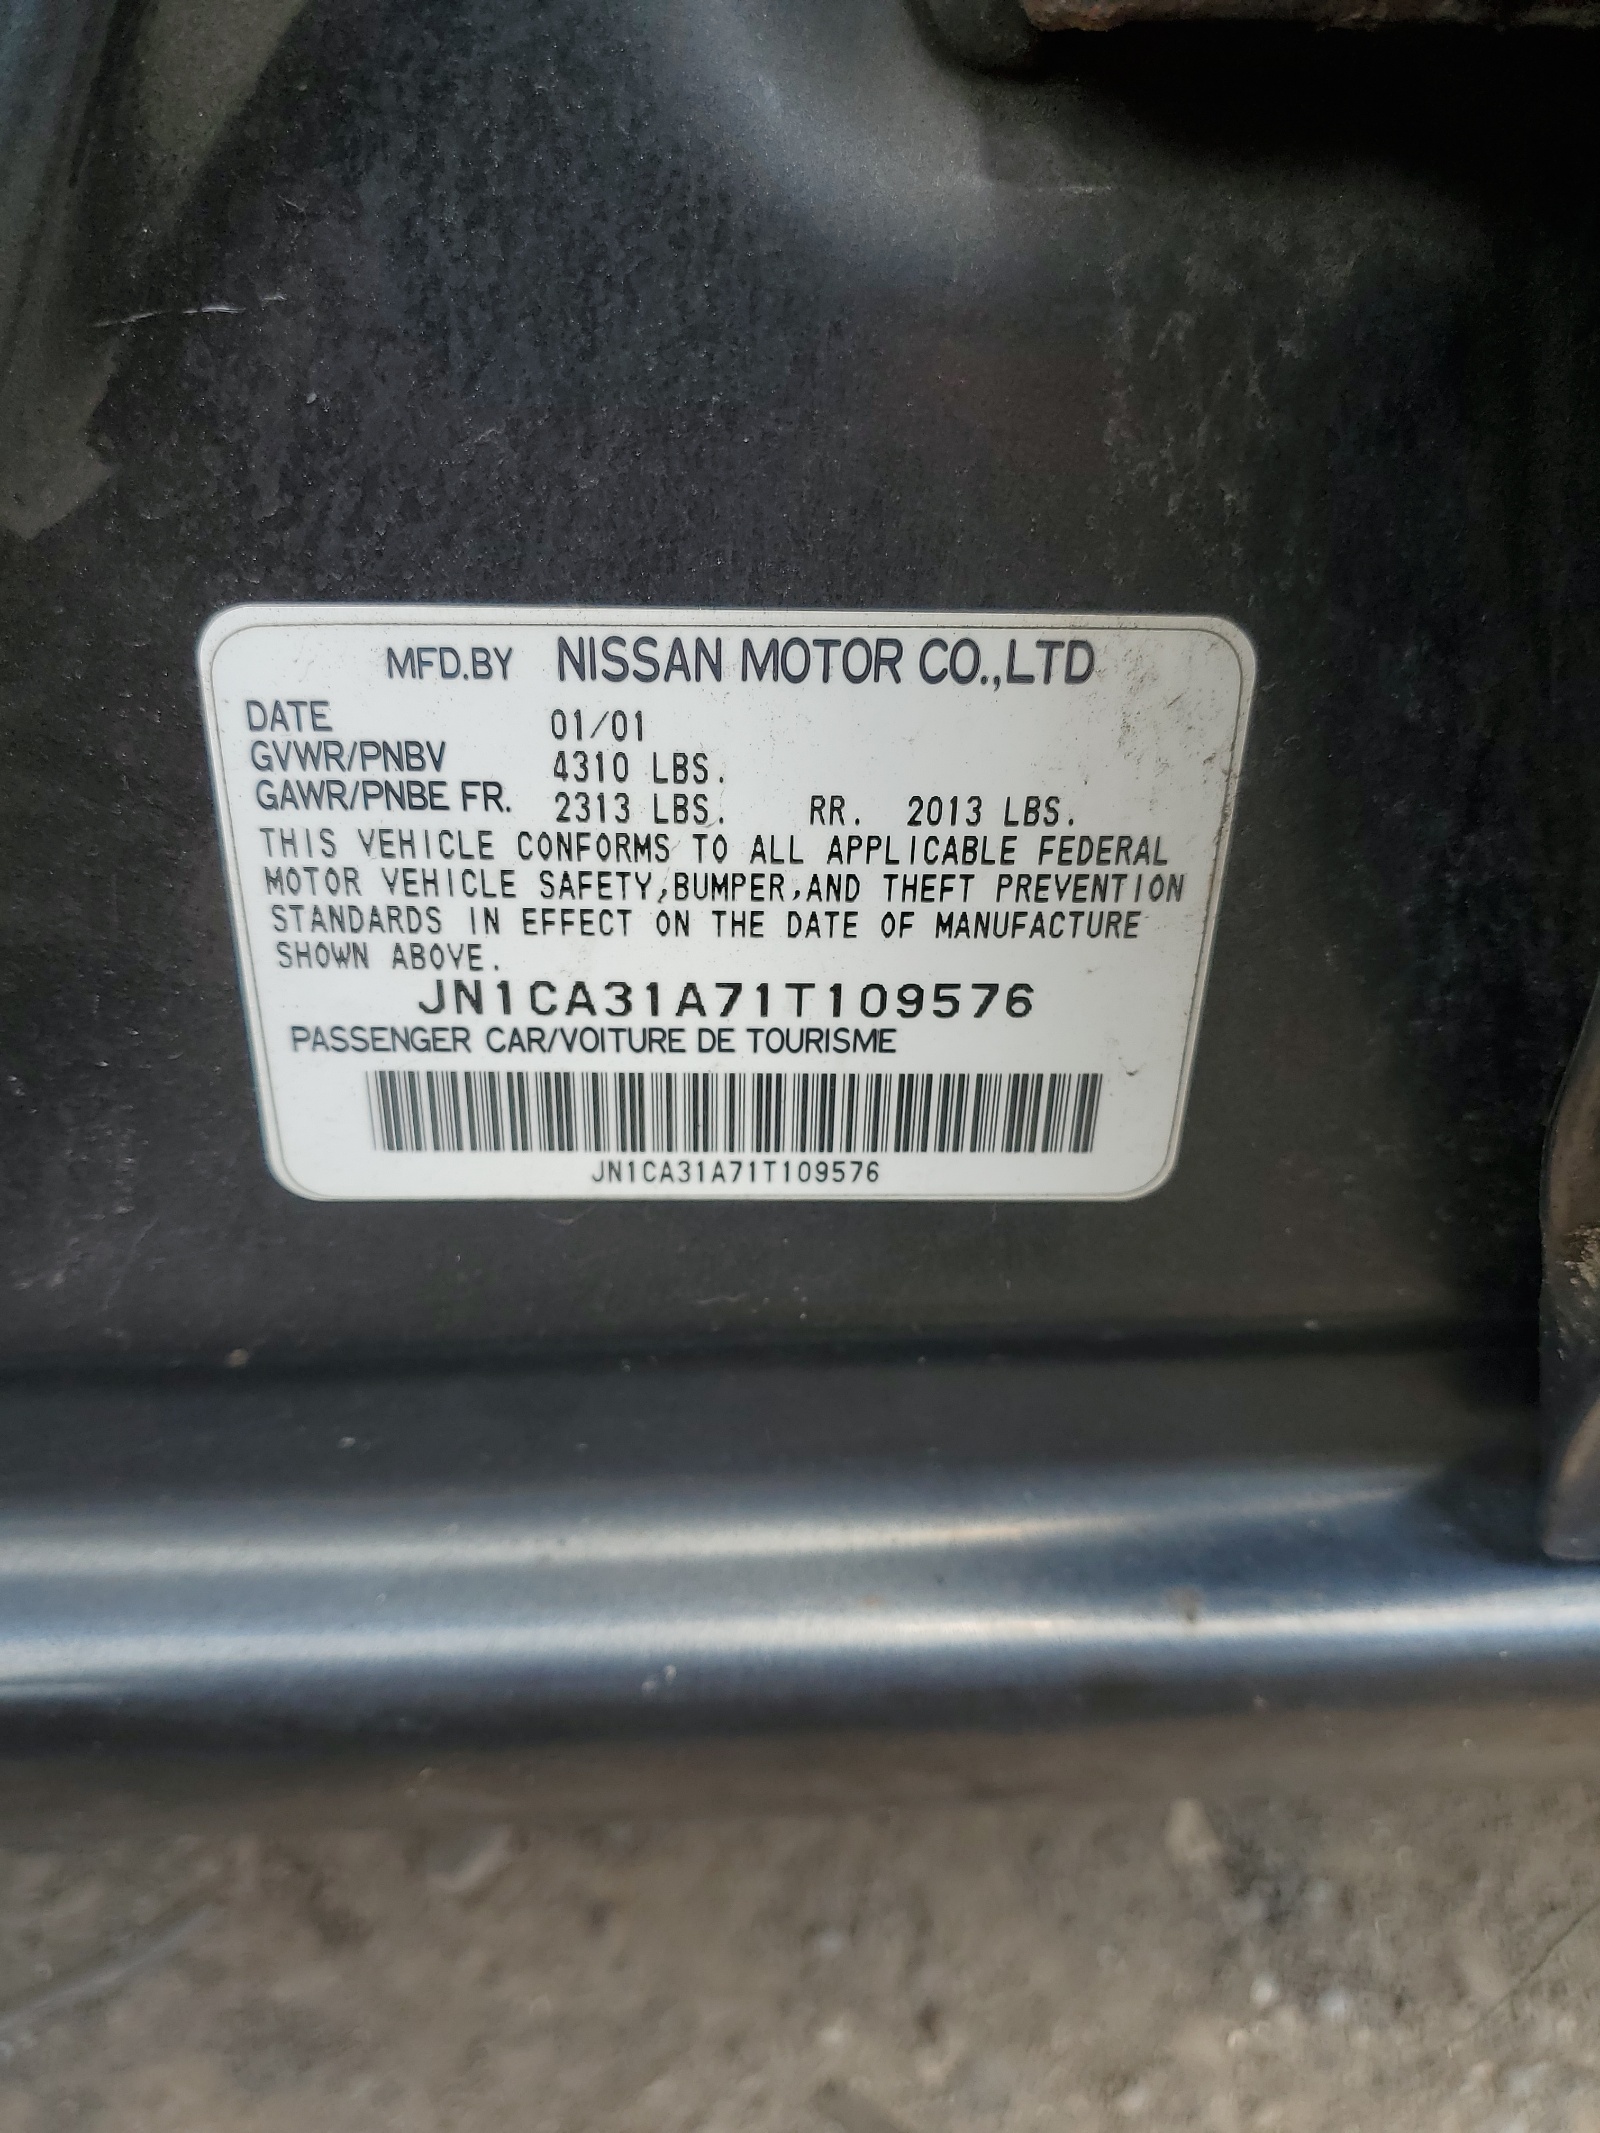 MFD.BY NISSAN MOTOR CO.,LTD
DATE 01/01
GVWR/PNBV 4310 LBS.
GAWR/PNBE FR. 2313 LBS. RR. 2013 LBS.
THIS VEHICLE CONFORMS TO ALL APPLICABLE FEDERAL
MOTOR VEHICLE SAFETY,BUMPER,AND THEFT PREVENTION
STANDARDS IN EFFECT ON THE DATE OF MANUFACTURE
SHOWN ABOVE.
JN1CA31A71T109576
PASSENGER CAR/VOITURE DE TOURISME
JN1CA31A71T109576